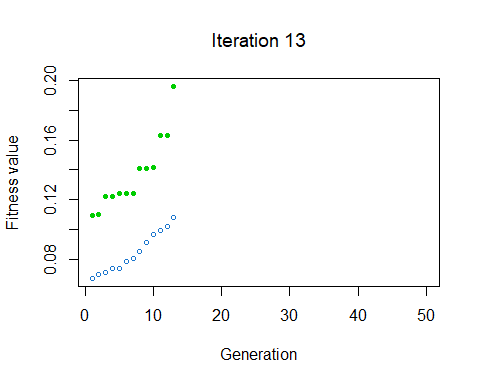 Iteration 13
Fitness value
0.20
0.16
0.12
0.08
0 10 20 30 40 50
Generation